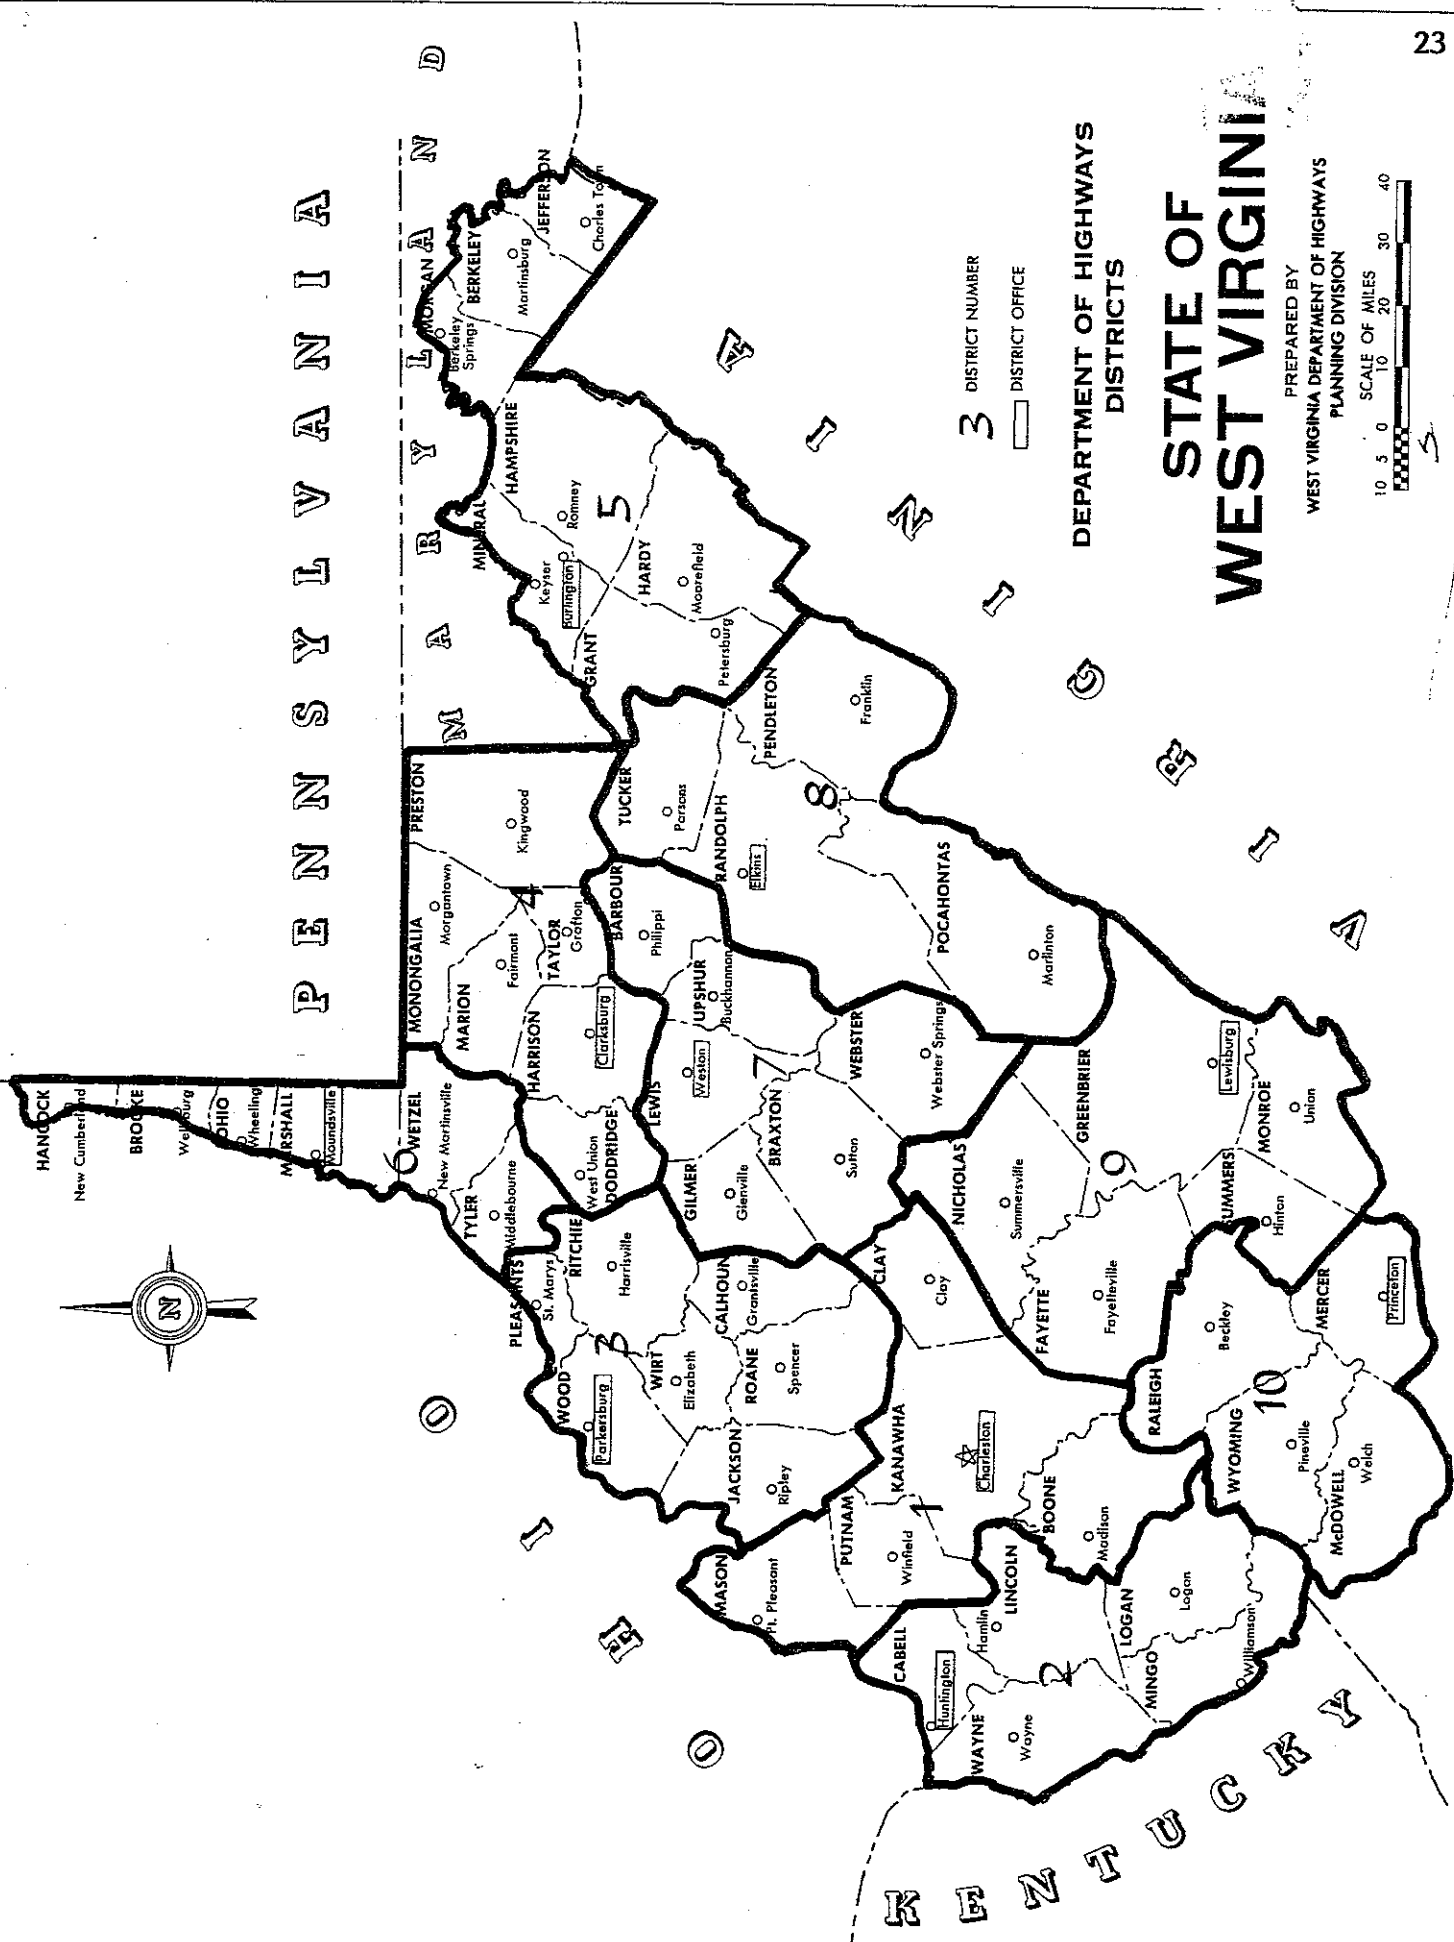 23
PENNSYLVANIA
MARYLAND
VIRGINIA
OHIO
KENTUCKY
N
HANCOCK
New Cumberland
BROOKE
OHIO
Wheeling
MARSHALL
Moundsville
6
WETZEL
New Martinsville
TYLER
Middlebourne
PLEASANTS
St. Marys
RITCHIE
Harrisville
WOOD
Parkersburg
3
WIRT
Elizabeth
CALHOUN
Grantsville
ROANE
Spencer
JACKSON
Ripley
MONONGALIA
Morgantown
MARION
Fairmont
PRESTON
Kingwood
4
TAYLOR
Grafton
HARRISON
Clarksburg
DODDRIDGE
West Union
BARBOUR
Philippi
LEWIS
Weston
UPSHUR
Buckhannon
7
GILMER
Glenville
BRAXTON
Sutton
WEBSTER
Webster Springs
TUCKER
Parsons
RANDOLPH
Elkins
PENDLETON
Franklin
8
POCAHONTAS
Marlinton
MINERAL
Keyser
Burlington
HAMPSHIRE
Romney
5
GRANT
Petersburg
HARDY
Moorefield
MORGAN
Berkeley
Springs
BERKELEY
Martinsburg
JEFFERSON
Charles Town
MASON
Pt. Pleasant
PUTNAM
Winfield
1
KANAWHA
Charleston
CLAY
Clay
BOONE
Madison
CABELL
Huntington
LINCOLN
Hamlin
WAYNE
Wayne
2
LOGAN
Logan
MINGO
Williamson
NICHOLAS
Summersville
FAYETTE
Fayetteville
9
GREENBRIER
Lewisburg
SUMMERS
Hinton
MONROE
Union
RALEIGH
Beckley
MERCER
Princeton
10
WYOMING
Pineville
McDOWELL
Welch
3 DISTRICT NUMBER
DISTRICT OFFICE
DEPARTMENT OF HIGHWAYS
DISTRICTS
STATE OF
WEST VIRGINIA
PREPARED BY
WEST VIRGINIA DEPARTMENT OF HIGHWAYS
PLANNING DIVISION
SCALE OF MILES
10 5 0 10 20 30 40